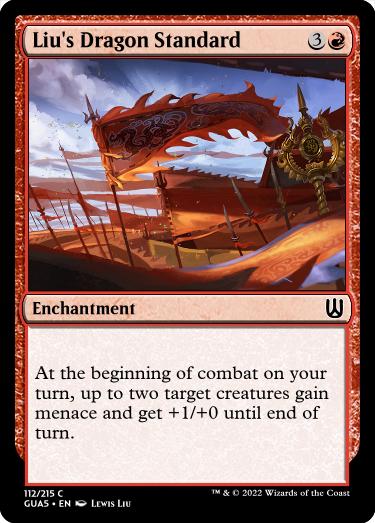 Liu's Dragon Standard 3
Enchantment
At the beginning of combat on your
turn, up to two target creatures gain
menace and get +1/+0 until end of
turn.
112/215 C
™ & © 2022 Wizards of the Coast
GUA5 • EN Lewis Liu